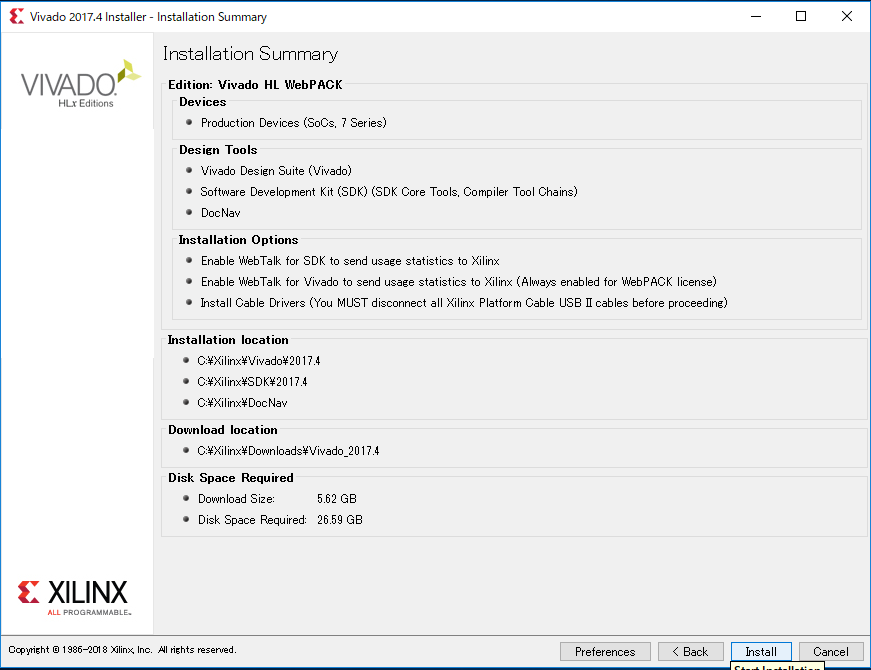 Vivado 2017.4 Installer - Installation Summary
VIVADO.
HLx Editions
Installation Summary
Edition: Vivado HL WebPACK
Devices
Production Devices (SoCs, 7 Series)
Design Tools
Vivado Design Suite (Vivado)
Software Development Kit (SDK) (SDK Core Tools, Compiler Tool Chains)
DocNav
Installation Options
Enable WebTalk for SDK to send usage statistics to Xilinx
Enable WebTalk for Vivado to send usage statistics to Xilinx (Always enabled for WebPACK license)
Install Cable Drivers (You MUST disconnect all Xilinx Platform Cable USB II cables before proceeding)
Installation location
C:¥Xilinx¥Vivado¥2017.4
C:¥Xilinx¥SDK¥2017.4
C:¥Xilinx¥DocNav
Download location
C:¥Xilinx¥Downloads¥Vivado_2017.4
Disk Space Required
Download Size: 5.62 GB
Disk Space Required: 26.59 GB
XILINX
ALL PROGRAMMABLE™
Copyright © 1986-2018 Xilinx, Inc. All rights reserved.
Preferences < Back Install Cancel
Start Installation